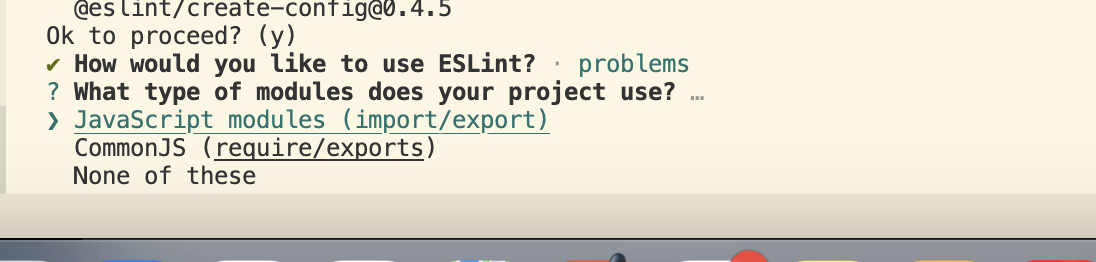 @eslint/create-config@0.4.5
Ok to proceed? (y)
✔ How would you like to use ESLint? · problems
? What type of modules does your project use? …
❯ JavaScript modules (import/export)
CommonJS (require/exports)
None of these